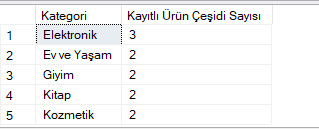 Kategori Kayıtlı Ürün Çeşidi Sayısı
1 Elektronik 3
2 Ev ve Yaşam 2
3 Giyim 2
4 Kitap 2
5 Kozmetik 2